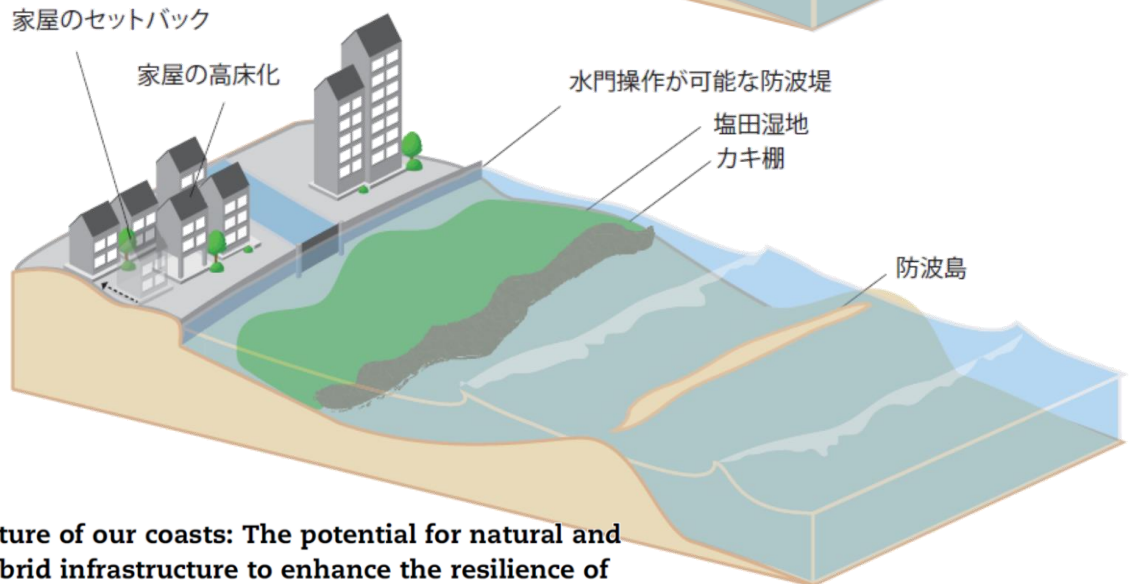 家屋のセットバック
家屋の高床化
水門操作が可能な防波堤
塩田湿地
カキ棚
防波島
ture of our coasts: The potential for natural and
brid infrastructure to enhance the resilience of